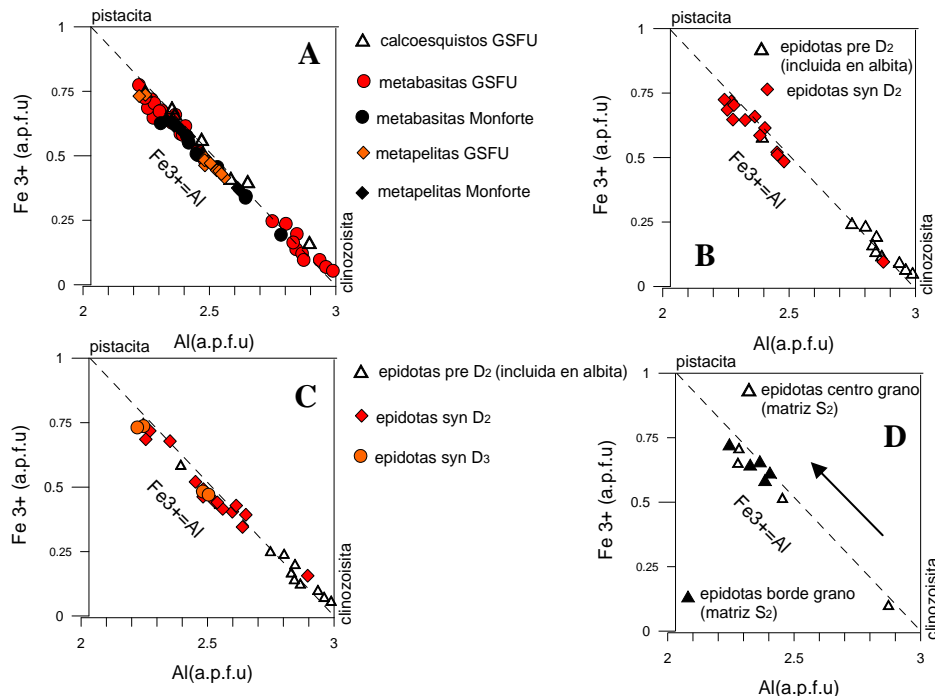 pistacita
1
0.75
0.5
0.25
0
Fe 3+ (a.p.f.u)
A
Fe3+=Al
clinozoisita
2
2.5
3
Al(a.p.f.u)
calcoesquistos GSFU
metabasitas GSFU
metabasitas Monforte
metapelitas GSFU
metapelitas Monforte
pistacita
1
0.75
0.5
0.25
0
Fe 3+ (a.p.f.u)
epidotas pre D2
(incluida en albita)
epidotas syn D2
Fe3+=Al
B
clinozoisita
2
2.5
3
Al(a.p.f.u)
pistacita
1
0.75
0.5
0.25
0
Fe 3+ (a.p.f.u)
C
Fe3+=Al
clinozoisita
2
2.5
3
Al(a.p.f.u)
epidotas pre D2 (incluida en albita)
epidotas syn D2
epidotas syn D3
pistacita
1
0.75
0.5
0.25
0
Fe 3+ (a.p.f.u)
epidotas centro grano
(matriz S2)
D
Fe3+=Al
epidotas borde grano
(matriz S2)
clinozoisita
2
2.5
3
Al(a.p.f.u)